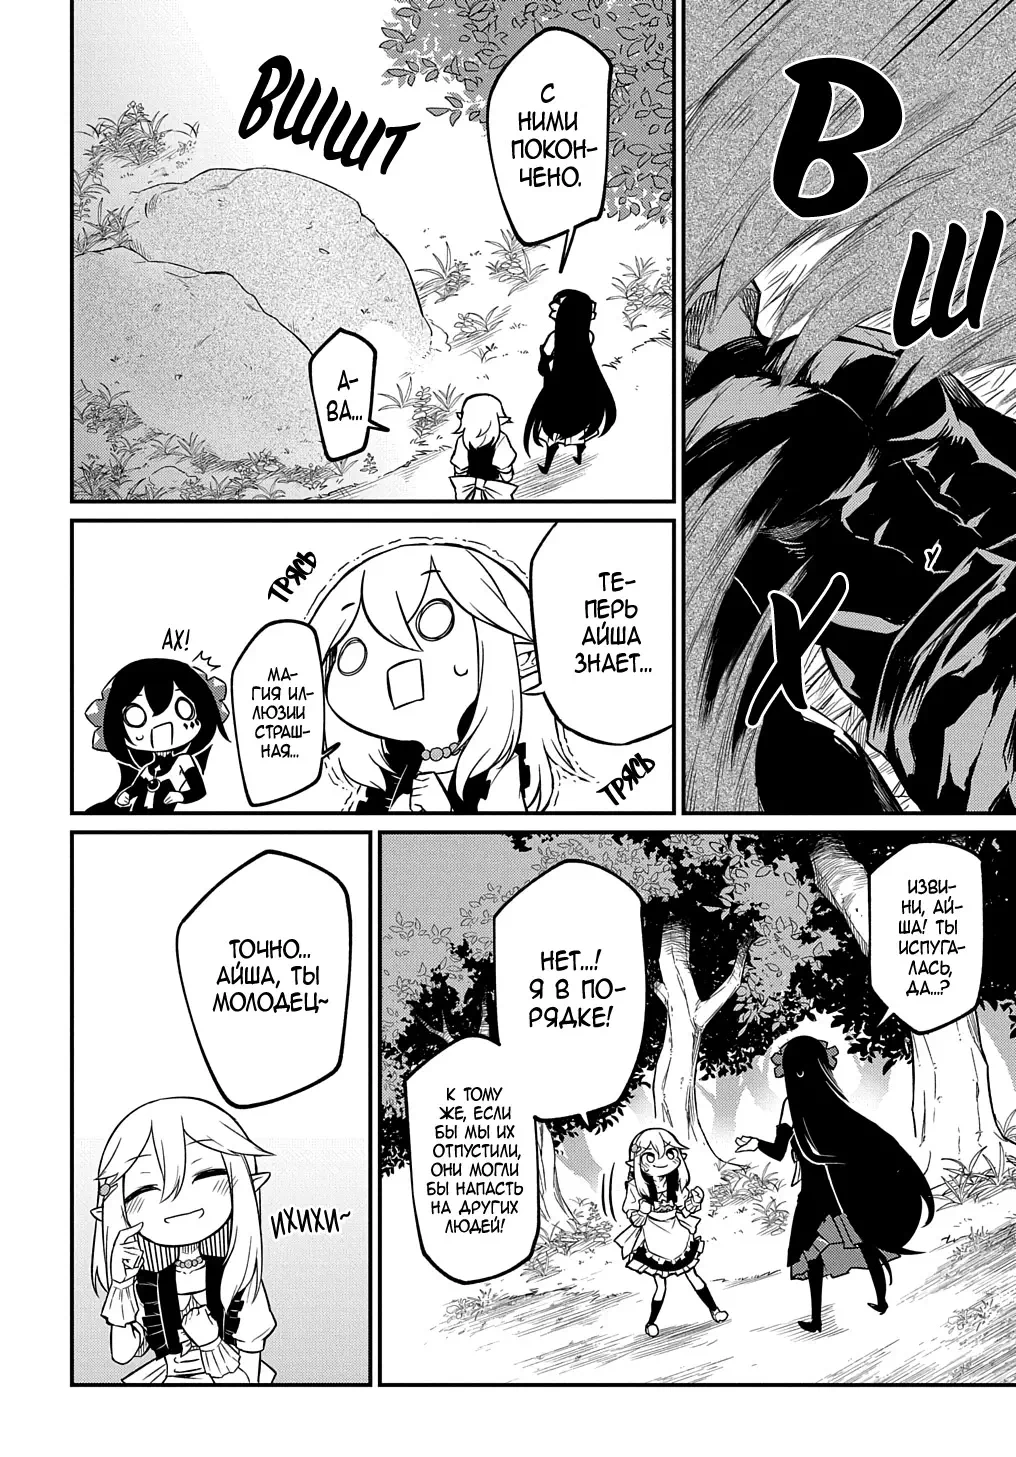 В
Ш
Х
ВШШТ
С
НИМИ
ПОКОН-
ЧЕНО.
А-
ВА...
ТЕ-
ПЕРЬ
АЙША
ЗНАЕТ...
ТРЯСЬ
МА-
ГИЯ ИЛ-
ЛЮЗИИ
СТРАШ-
НАЯ...
ТРЯСЬ
АХ!
ИЗВИ-
НИ, АЙ-
ША! ТЫ
ИСПУГА-
ЛАСЬ,
ДА...?
НЕТ...!
Я В ПО-
РЯДКЕ!
К ТОМУ
ЖЕ, ЕСЛИ
БЫ МЫ ИХ
ОТПУСТИЛИ,
ОНИ МОГЛИ
БЫ НАПАСТЬ
НА ДРУГИХ
ЛЮДЕЙ!
ТОЧНО...
АЙША, ТЫ
МОЛОДЕЦ~
ИХИХИ~